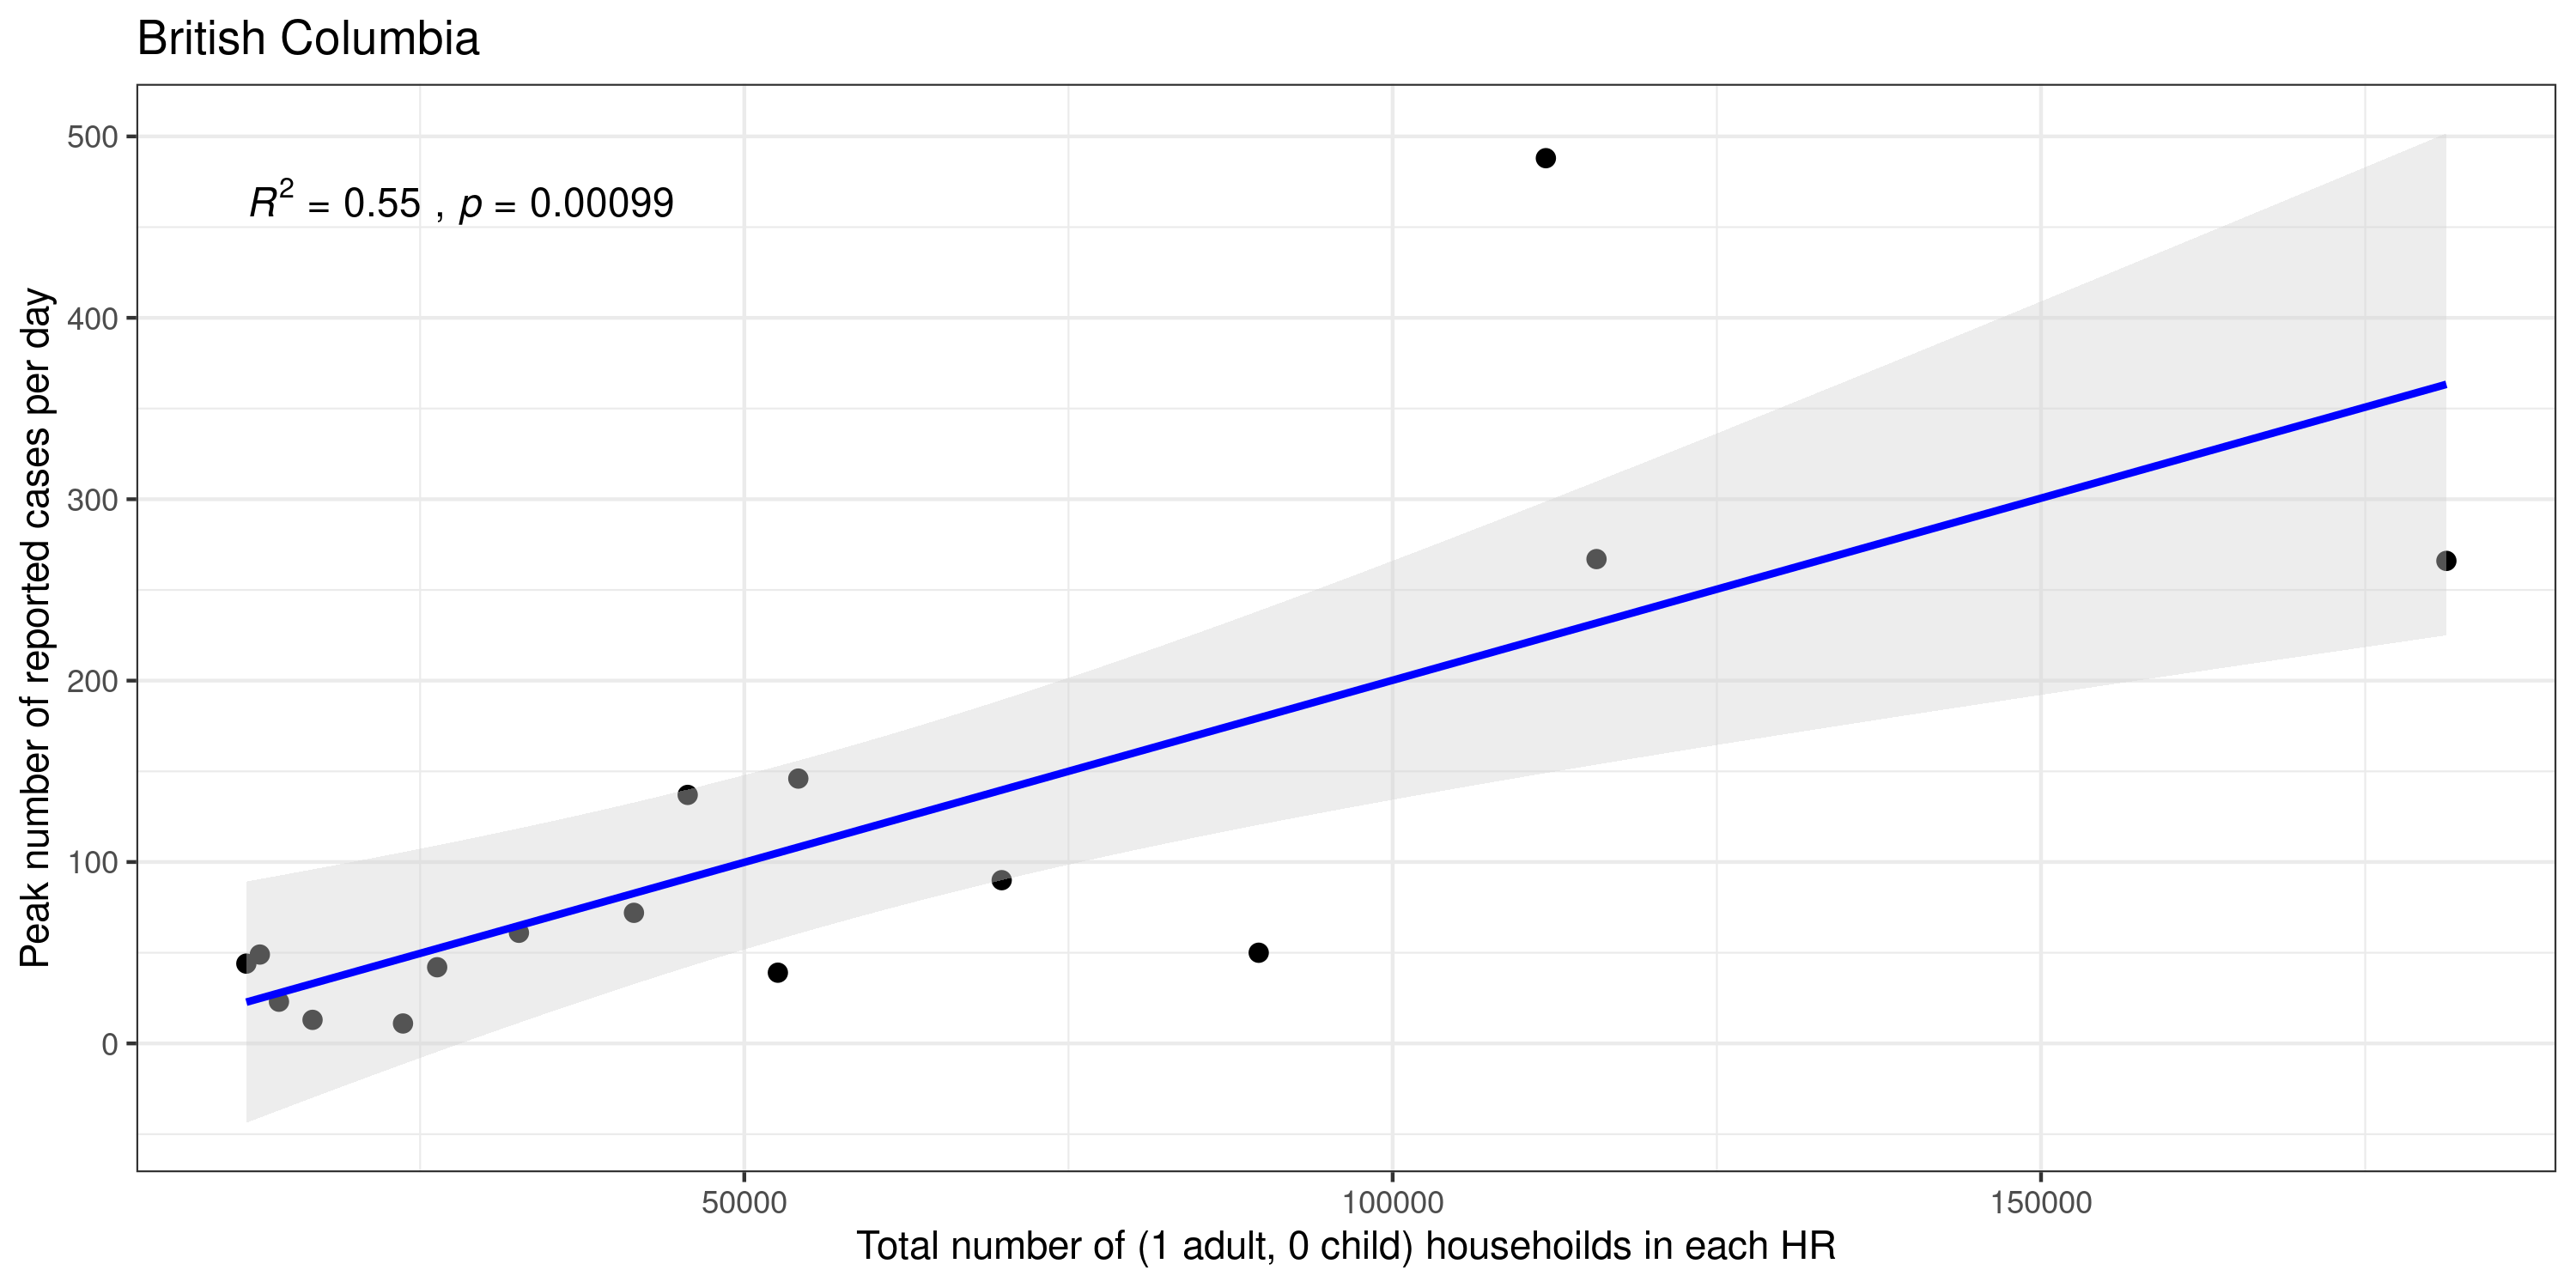 British Columbia
R² = 0.55 , p = 0.00099
Peak number of reported cases per day
500
400
300
200
100
0
50000 100000 150000
Total number of (1 adult, 0 child) househoilds in each HR